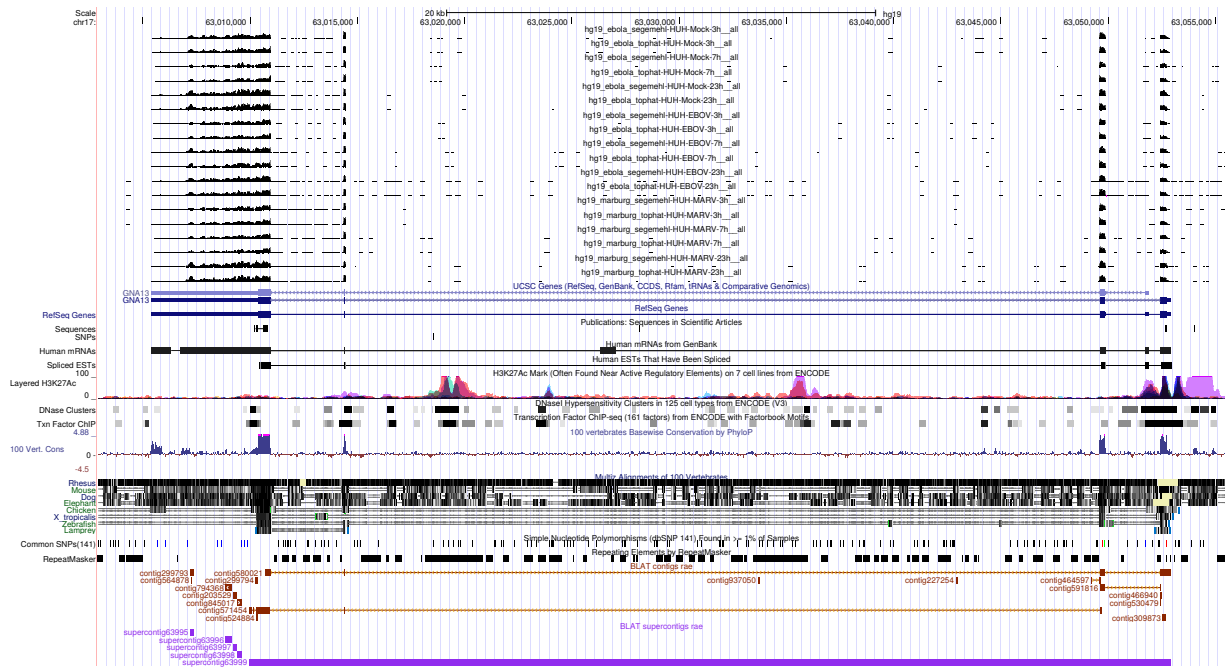 Scale 20 kb hg19
chr17: 63,010,000 63,015,000 63,020,000 63,025,000 63,030,000 63,035,000 63,040,000 63,045,000 63,050,000 63,055,000
hg19_ebola_segemehl-HUH-Mock-3h__all
hg19_ebola_tophat-HUH-Mock-3h__all
hg19_ebola_segemehl-HUH-Mock-7h__all
hg19_ebola_tophat-HUH-Mock-7h__all
hg19_ebola_segemehl-HUH-Mock-23h__all
hg19_ebola_tophat-HUH-Mock-23h__all
hg19_ebola_segemehl-HUH-EBOV-3h__all
hg19_ebola_tophat-HUH-EBOV-3h__all
hg19_ebola_segemehl-HUH-EBOV-7h__all
hg19_ebola_tophat-HUH-EBOV-7h__all
hg19_ebola_segemehl-HUH-EBOV-23h__all
hg19_ebola_tophat-HUH-EBOV-23h__all
hg19_marburg_segemehl-HUH-MARV-3h__all
hg19_marburg_tophat-HUH-MARV-3h__all
hg19_marburg_segemehl-HUH-MARV-7h__all
hg19_marburg_tophat-HUH-MARV-7h__all
hg19_marburg_segemehl-HUH-MARV-23h__all
hg19_marburg_tophat-HUH-MARV-23h__all
UCSC Genes (RefSeq, GenBank, CCDS, Rfam, tRNAs & Comparative Genomics)
GNA13
GNA13
RefSeq Genes
RefSeq Genes
Publications: Sequences in Scientific Articles
Sequences
SNPs
Human mRNAs from GenBank
Human mRNAs
Human ESTs That Have Been Spliced
Spliced ESTs
H3K27Ac Mark (Often Found Near Active Regulatory Elements) on 7 cell lines from ENCODE
100
Layered H3K27Ac
0
DNaseI Hypersensitivity Clusters in 125 cell types from ENCODE (V3)
DNase Clusters
Transcription Factor ChIP-seq (161 factors) from ENCODE with Factorbook Motifs
Txn Factor ChIP
100 vertebrates Basewise Conservation by PhyloP
4.88
100 Vert. Cons
0
-4.5
Multiz Alignments of 100 Vertebrates
Rhesus
Mouse
Dog
Elephant
Chicken
X_tropicalis
Zebrafish
Lamprey
Simple Nucleotide Polymorphisms (dbSNP 141) Found in >= 1% of Samples
Common SNPs(141)
Repeating Elements by RepeatMasker
RepeatMasker
BLAT contigs rae
contig299793 contig580021
contig564878 contig299794 contig937050 contig227254 contig464597
contig794368 contig591816
contig203529 contig466940
contig845017 contig530479
contig571454
contig524884 contig309873
BLAT supercontigs rae
supercontig63995
supercontig63996
supercontig63997
supercontig63998
supercontig63999